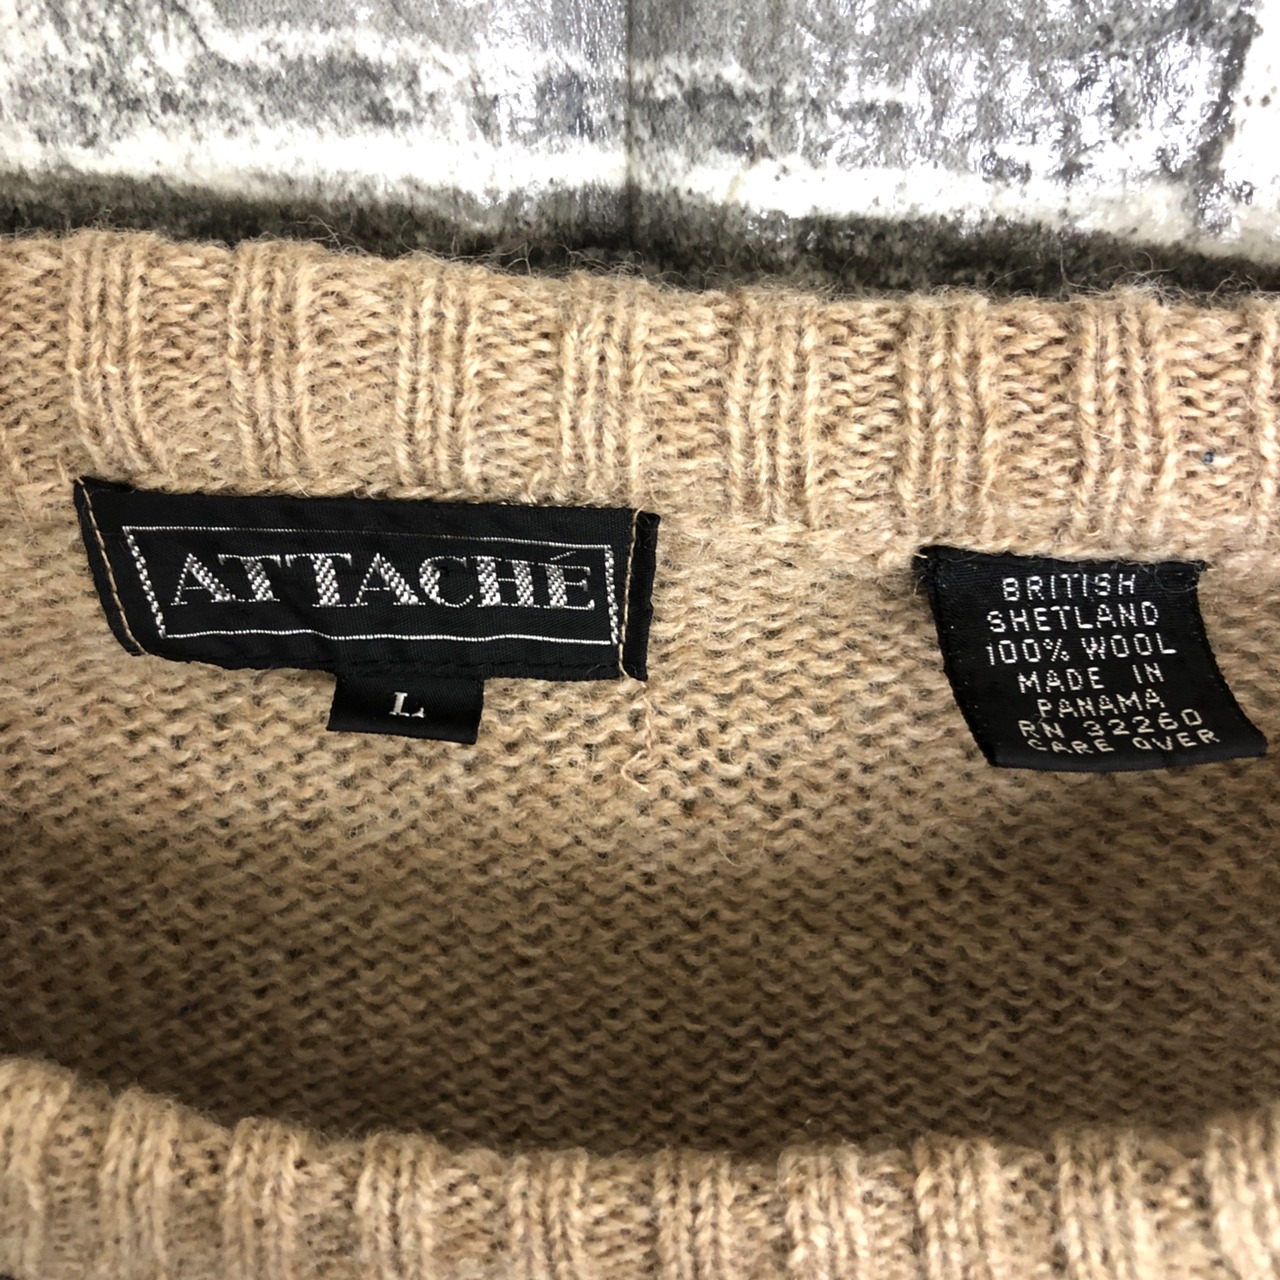 ATTACHÉ
L
BRITISH
SHETLAND
100% WOOL
MADE IN
PANAMA
RN 32260
CARE OVER